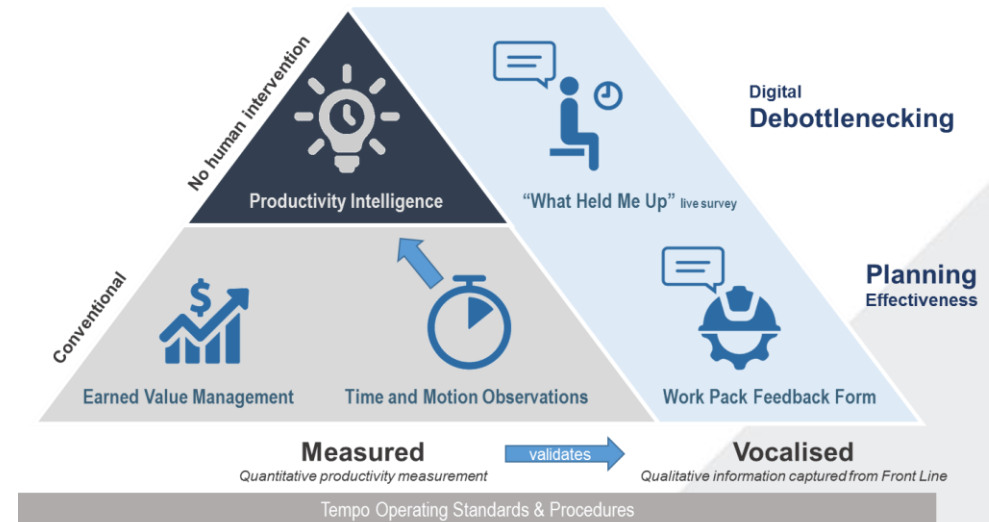 No human intervention
Productivity Intelligence
“What Held Me Up” live survey
Digital
Debottlenecking
Conventional
$
Earned Value Management
Time and Motion Observations
Work Pack Feedback Form
Planning
Effectiveness
Measured
Quantitative productivity measurement
validates
Vocalised
Qualitative information captured from Front Line
Tempo Operating Standards & Procedures